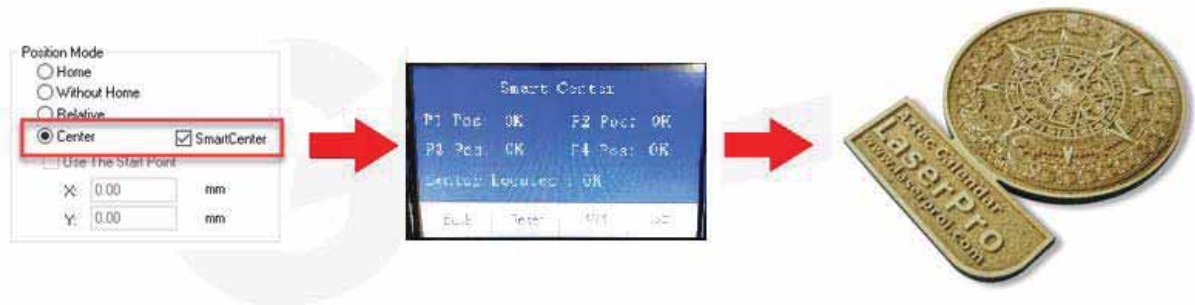 Position Mode
Home
Without Home
Relative
Center
SmartCenter
Use The Start Point
X: 0.00 mm
Y: 0.00 mm
Smart Center
P1 Pos: OK P2 Pos: OK
P3 Pos: OK P4 Pos: OK
Center Located : OK
Back Reset
Aztec Calendar
LaserPro
www.laserpro1.com